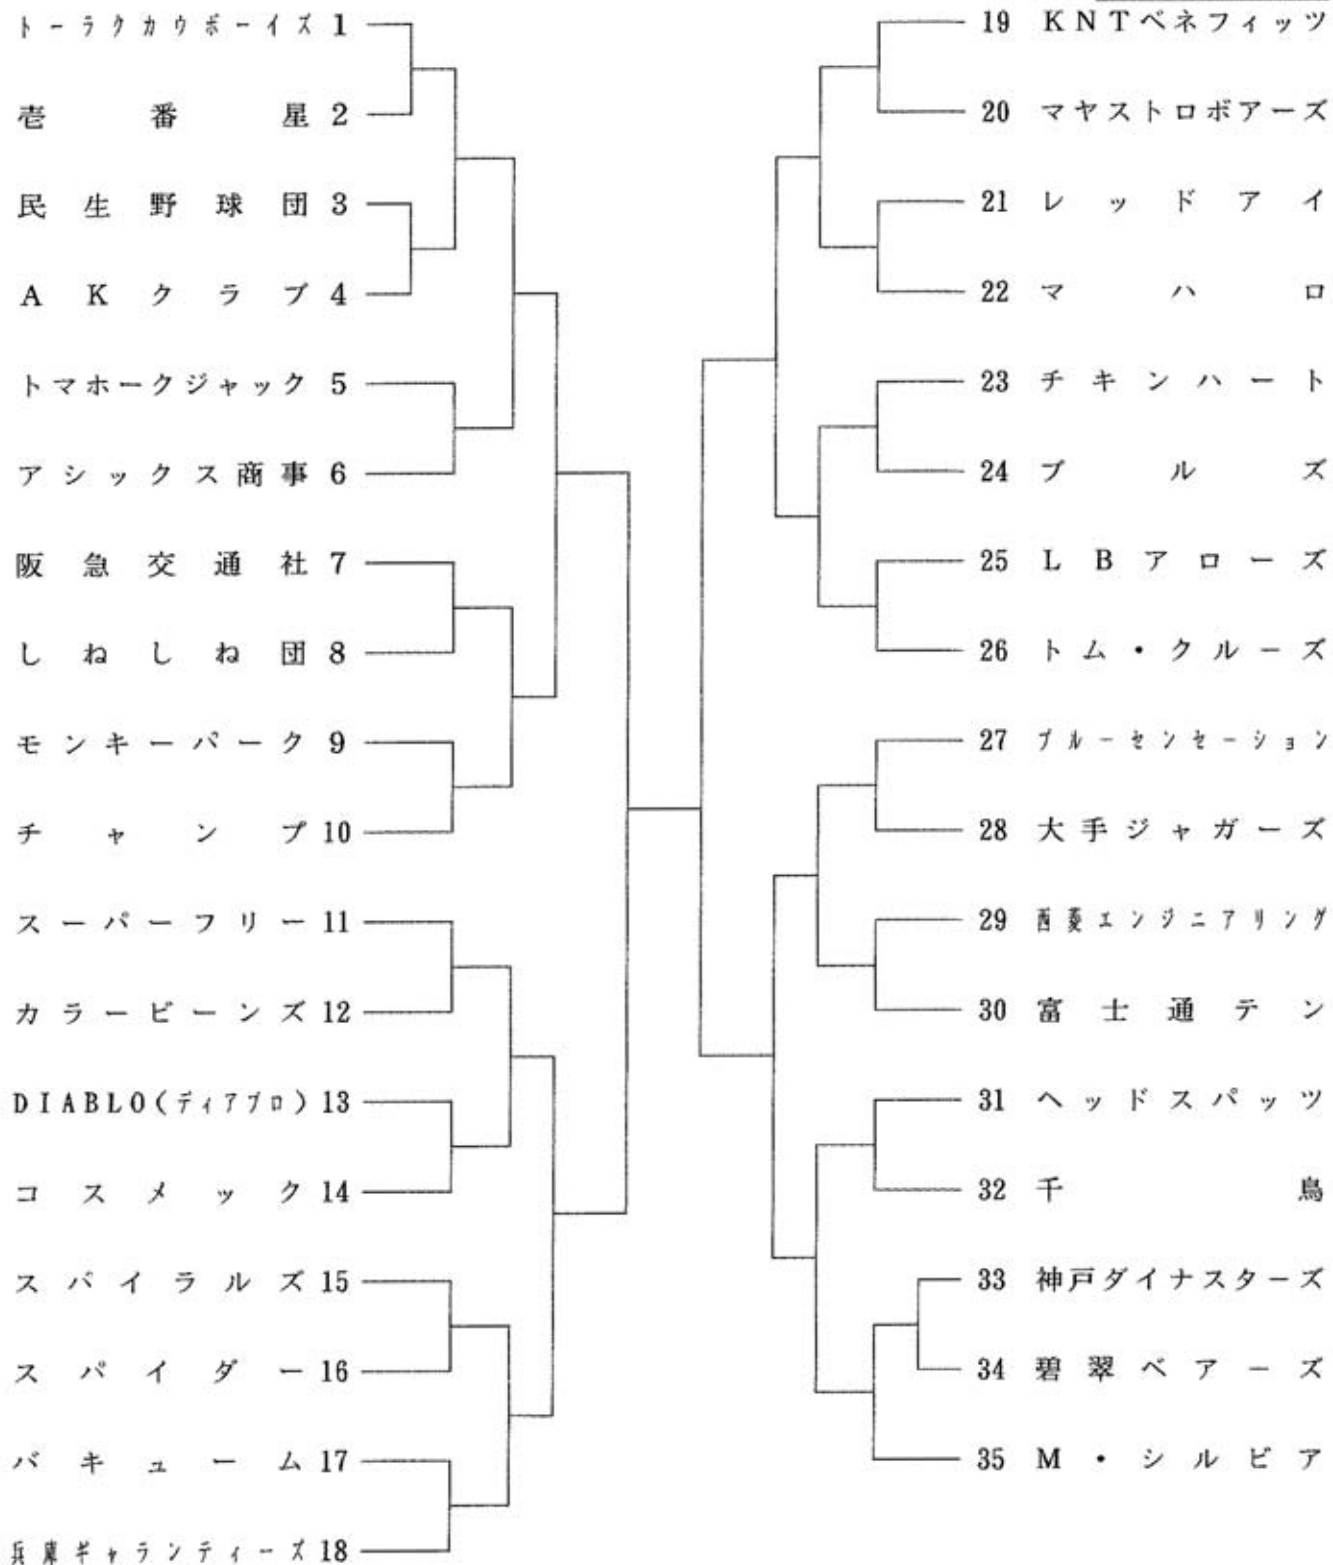 トーラクカウボーイズ 1
壱番星 2
民生野球団 3
AKクラブ 4
トマホークジャック 5
アシックス商事 6
阪急交通社 7
しねしね団 8
モンキーパーク 9
チャンプ 10
スーパーフリー 11
カラービーンズ 12
DIABLO(ディアブロ) 13
コスメック 14
スパイラルズ 15
スパイダー 16
バキューム 17
兵庫ギャランティーズ 18
19 KNTベネフィッツ
20 マヤストロボアーズ
21 レッドアイ
22 マハロ
23 チキンハート
24 ブルズ
25 LBアローズ
26 トム・クルーズ
27 ブルーセンセーション
28 大手ジャガーズ
29 西菱エンジニアリング
30 富士通テン
31 ヘッドスパッツ
32 千鳥
33 神戸ダイナスターズ
34 碧翠ベアーズ
35 M・シルビア